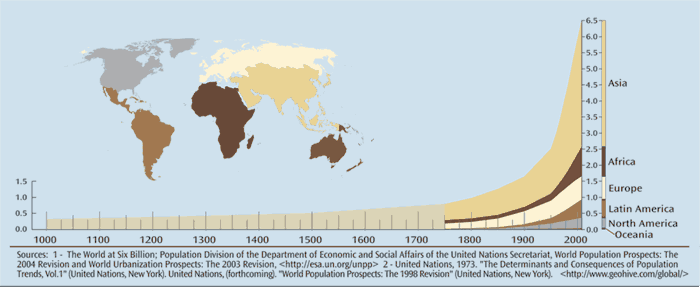 6.5
6.0
5.5
5.0
4.5
4.0
3.5
3.0
2.5
2.0
1.5
1.0
0.5
0.0
Asia
Africa
Europe
Latin America
North America
Oceania
1.5
1.0
0.5
0.0
1000 1100 1200 1300 1400 1500 1600 1700 1800 1900 2000
Sources: 1 - The World at Six Billion; Population Division of the Department of Economic and Social Affairs of the United Nations Secretariat, World Population Prospects: The
2004 Revision and World Urbanization Prospects: The 2003 Revision, <http://esa.un.org/unpp> 2 - United Nations, 1973. "The Determinants and Consequences of Population
Trends, Vol.1" (United Nations, New York). United Nations, (forthcoming). "World Population Prospects: The 1998 Revision" (United Nations, New York). <http://www.geohive.com/global/>